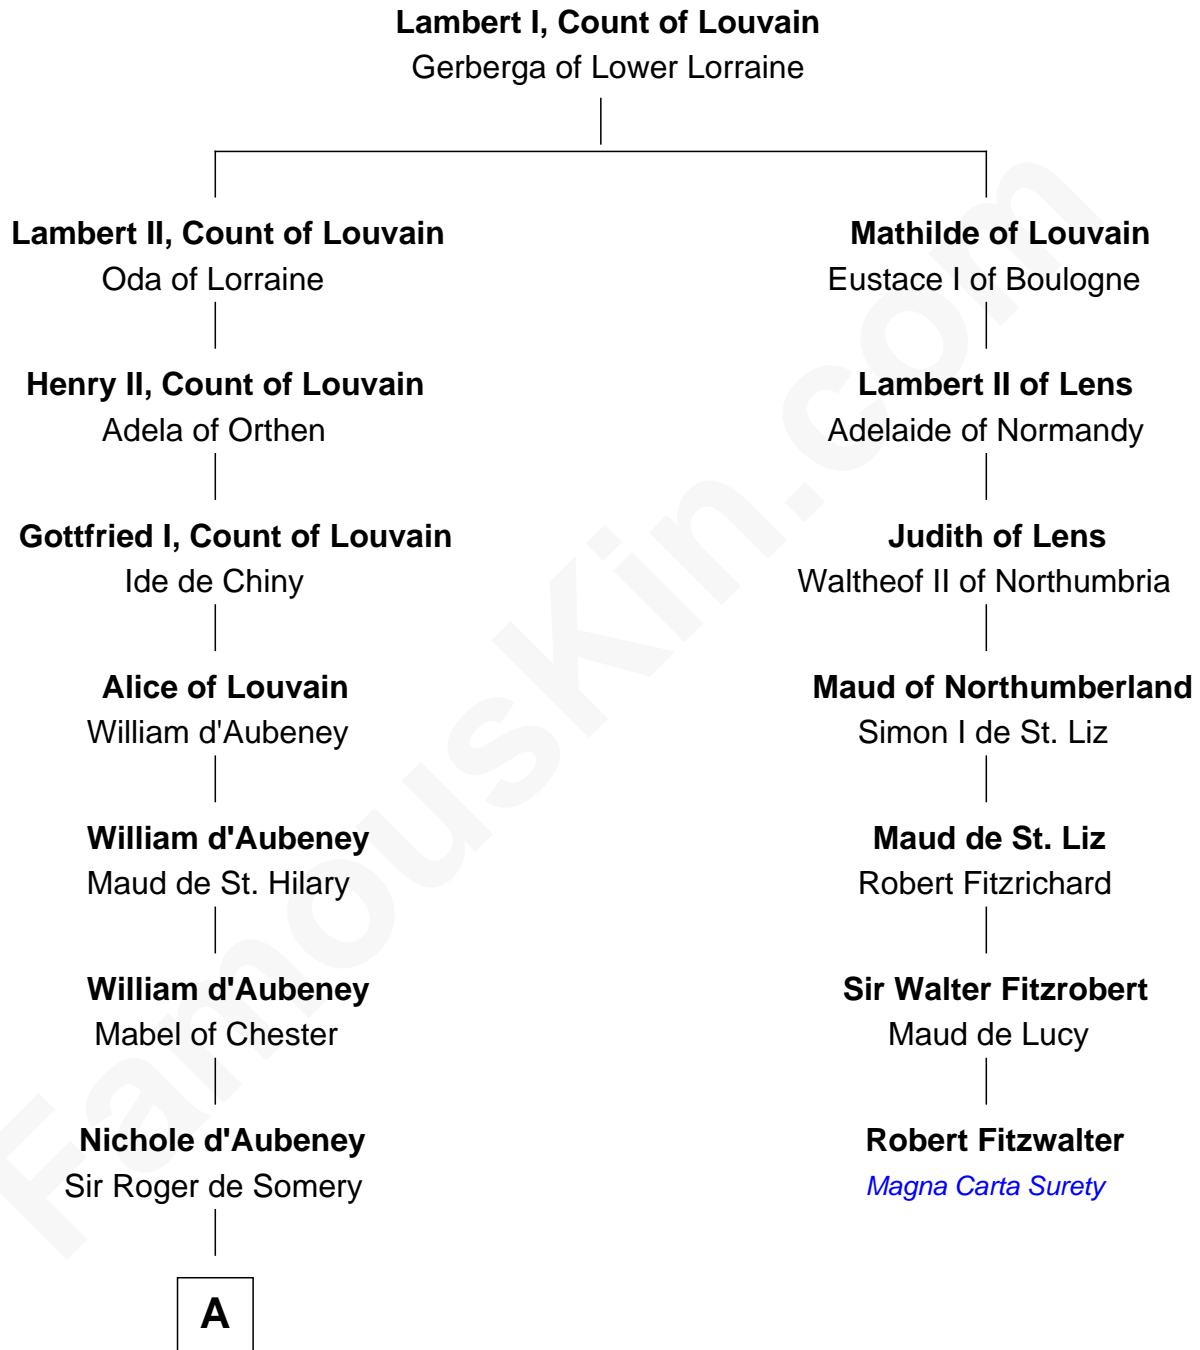 Lambert I, Count of Louvain
Gerberga of Lower Lorraine
Lambert II, Count of Louvain
Oda of Lorraine
Mathilde of Louvain
Eustace I of Boulogne
Henry II, Count of Louvain
Adela of Orthen
Lambert II of Lens
Adelaide of Normandy
Gottfried I, Count of Louvain
Ide de Chiny
Judith of Lens
Waltheof II of Northumbria
Alice of Louvain
William d'Aubeney
Maud of Northumberland
Simon I de St. Liz
William d'Aubeney
Maud de St. Hilary
Maud de St. Liz
Robert Fitzrichard
William d'Aubeney
Mabel of Chester
Sir Walter Fitzrobert
Maud de Lucy
Nichole d'Aubeney
Sir Roger de Somery
Robert Fitzwalter
Magna Carta Surety
A
FamousKin.com